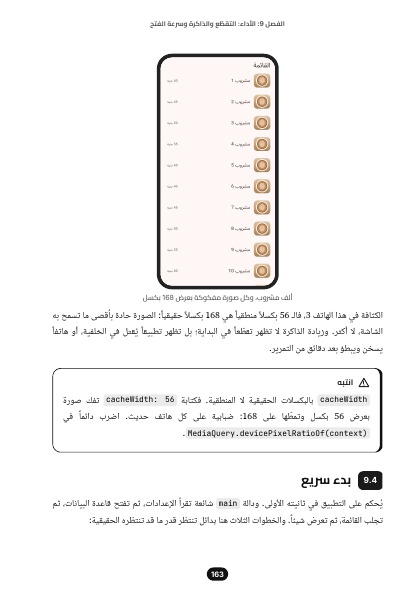 الفصل 9: الأداء: التقطّع والذاكرة وسرعة الفتح
القائمة
مشروب 1
مشروب 2
مشروب 3
مشروب 4
مشروب 5
مشروب 6
مشروب 7
مشروب 8
مشروب 9
مشروب 10
ألف مشروب، وكل صورة مفكوكة بعرض 168 بكسل
الكثافة في هذا الهاتف 3، فالـ 56 بكسلاً منطقياً هي 168 بكسلاً حقيقياً: الصورة حادة بأقصى ما تسمح به
الشاشة، لا أكثر. وزيادة الذاكرة لا تظهر تقطّعاً في البداية؛ بل تظهر تطبيقاً يُقتل في الخلفية، أو هاتفاً
يسخن ويبطؤ بعد دقائق من التمرير.
انتبه
cacheWidth بالبكسلات الحقيقية لا المنطقية. فكتابة cacheWidth: 56 تفك صورة
بعرض 56 بكسل وتمطّها على 168: ضبابية على كل هاتف حديث. اضرب دائماً في
MediaQuery.devicePixelRatioOf(context).
9.4 بدء سريع
يُحكم على التطبيق في ثانيته الأولى. ودالة main شائعة تقرأ الإعدادات، ثم تفتح قاعدة البيانات، ثم
تجلب القائمة، ثم تعرض شيئاً. والخطوات الثلاث هنا بدائل تنتظر قدر ما قد تنتظره الحقيقية:
163